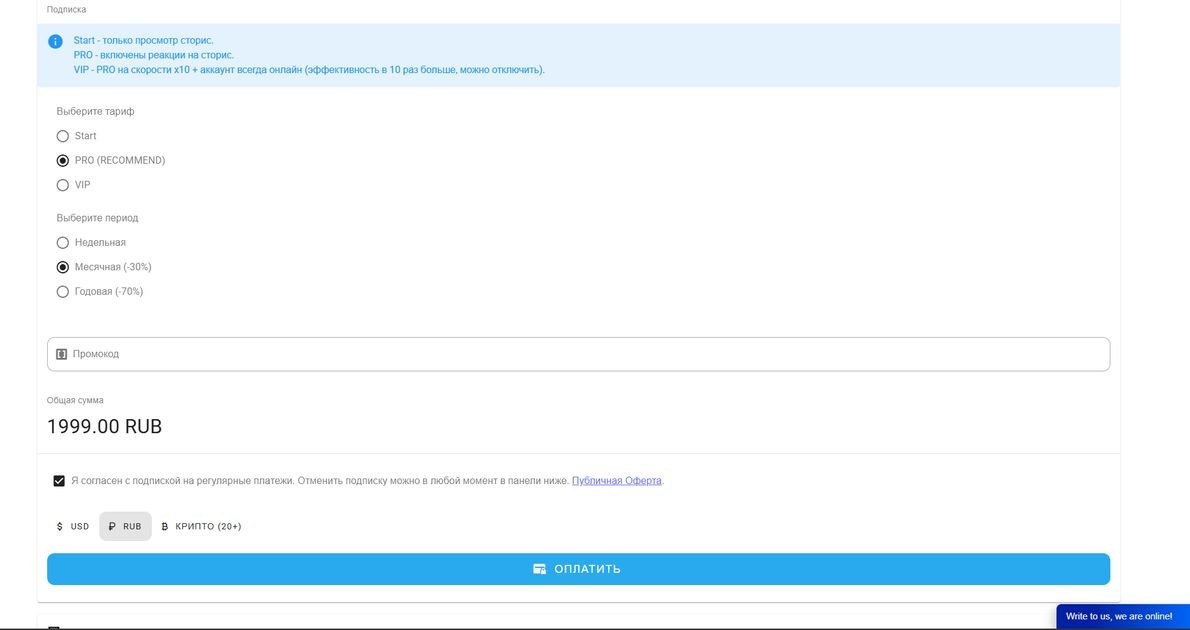 Подписка
Start - только просмотр сторис.
PRO - включены реакции на сторис.
VIP - PRO на скорости x10 + аккаунт всегда онлайн (эффективность в 10 раз больше, можно отключить).
Выберите тариф
Start
PRO (RECOMMEND)
VIP
Выберите период
Недельная
Месячная (-30%)
Годовая (-70%)
Промокод
Общая сумма
1999.00 RUB
Я согласен с подпиской на регулярные платежи. Отменить подписку можно в любой момент в панели ниже. Публичная Оферта.
$ USD ₽ RUB КРИПТО (20+)
ОПЛАТИТЬ
Write to us, we are online!